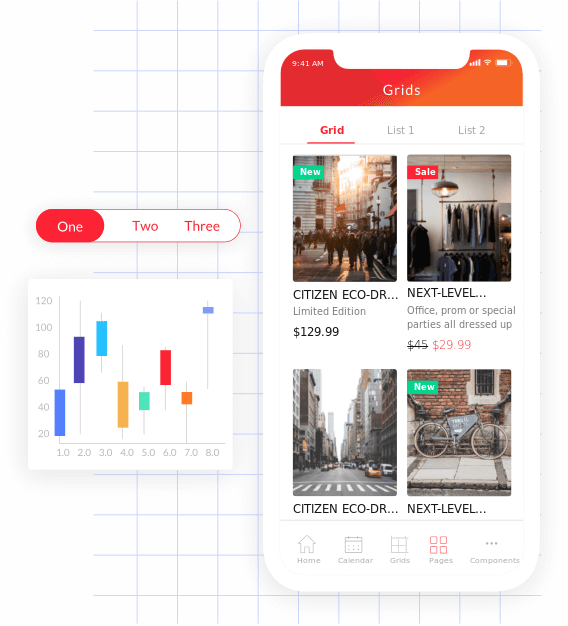 9:41 AM
Grids
Grid List 1 List 2
New
Sale
CITIZEN ECO-DR...
Limited Edition
$129.99
NEXT-LEVEL...
Office, prom or special
parties all dressed up
$45 $29.99
New
CITIZEN ECO-DR...
NEXT-LEVEL...
Home Calendar Grids Pages Components
One Two Three
120
100
80
60
40
20
1.0 2.0 3.0 4.0 5.0 6.0 7.0 8.0